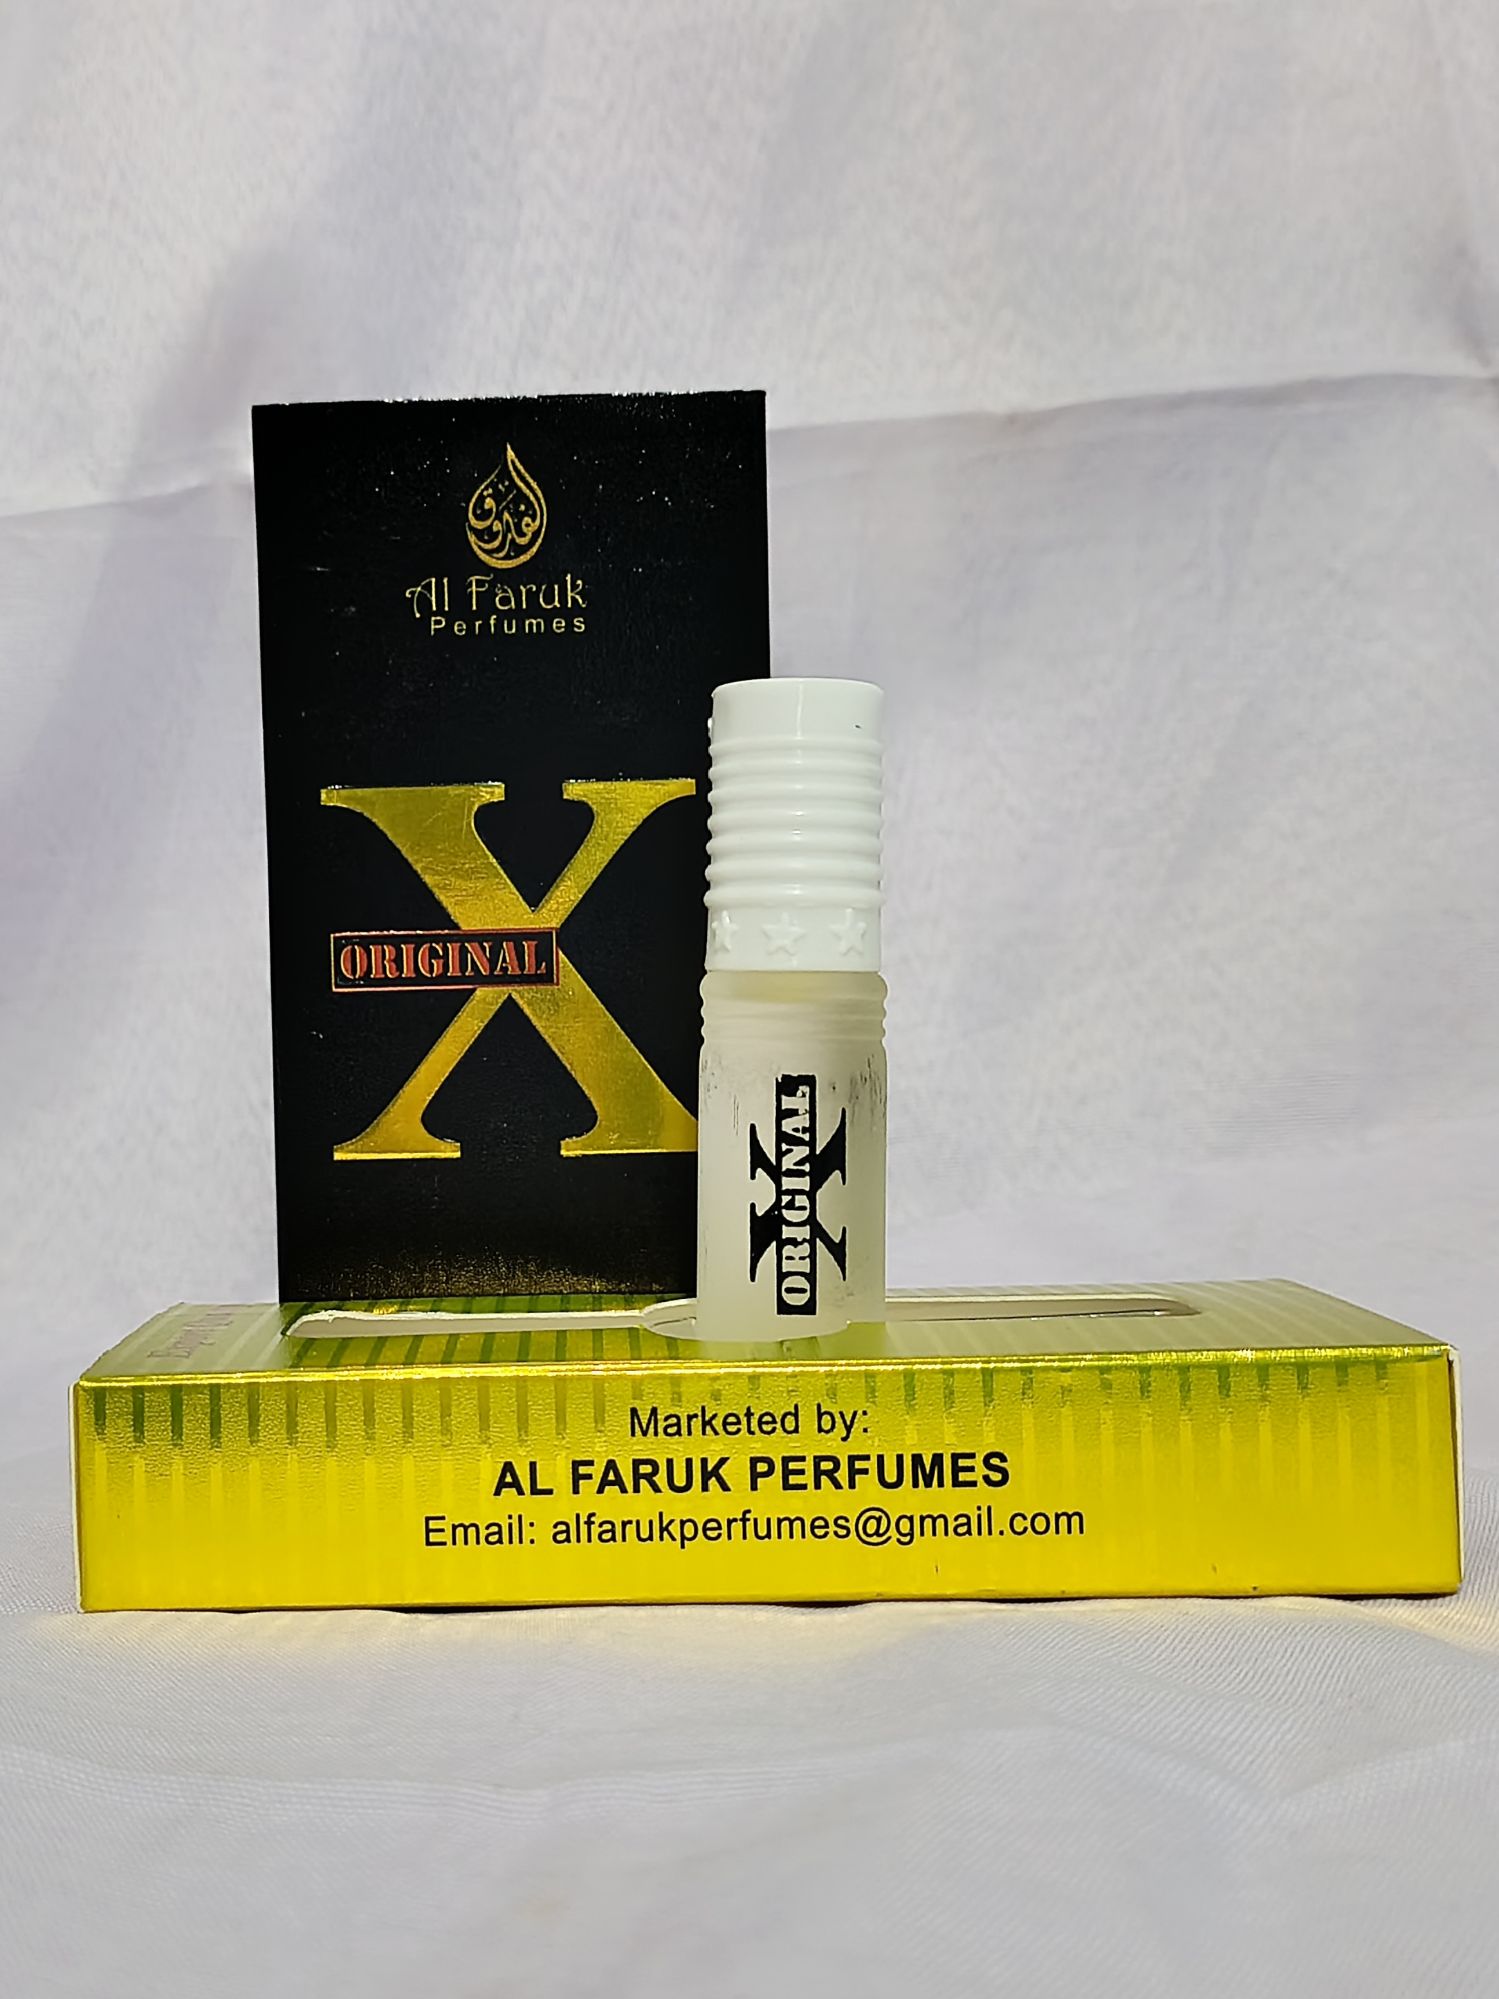 الفاروق
Al Faruk
Perfumes
X
ORIGINAL
X
ORIGINAL
Marketed by:
AL FARUK PERFUMES
Email: alfarukperfumes@gmail.com